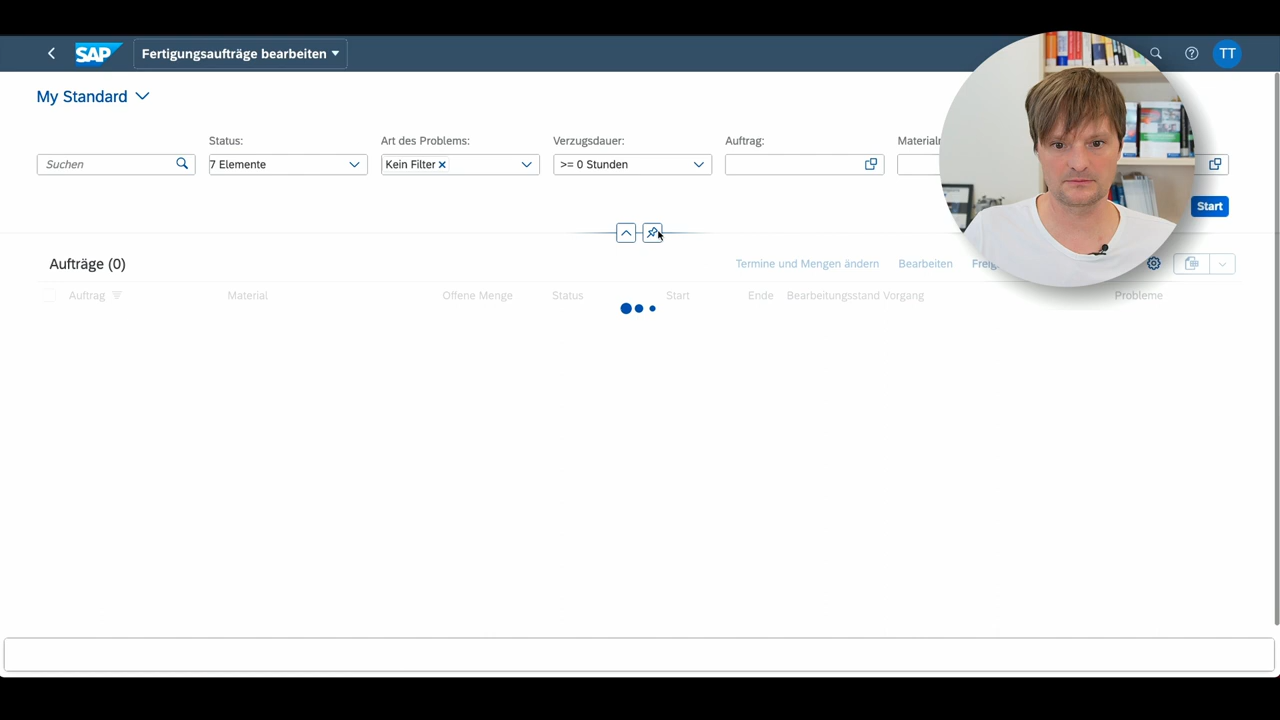 SAP Fertigungsaufträge bearbeiten TT
My Standard
Status: Art des Problems: Verzugsdauer: Auftrag:
Suchen 7 Elemente Kein Filter >= 0 Stunden
Start
Aufträge (0) Termine und Mengen ändern Bearbeiten
Auftrag Material Offene Menge Status Start Ende Bearbeitungsstand Vorgang Probleme